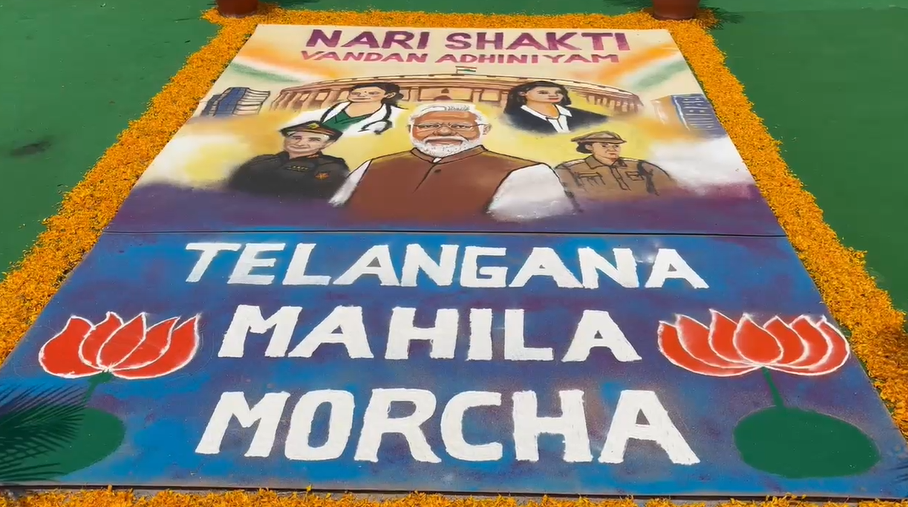 NARI SHAKTI
VANDAN ADHINIYAM
TELANGANA
MAHILA
MORCHA